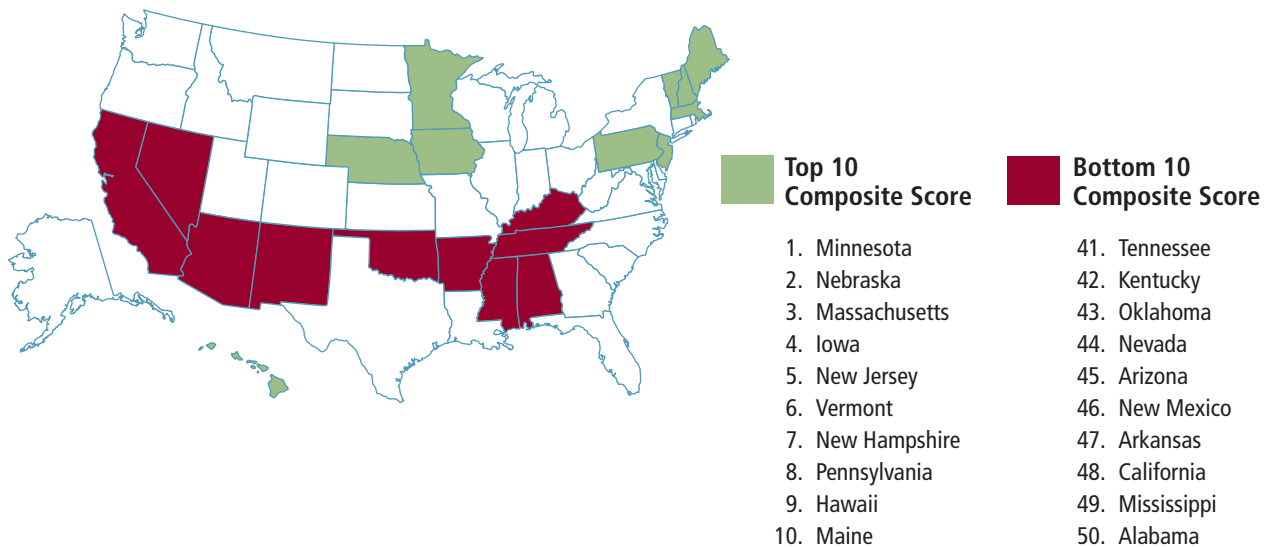 Top 10
Composite Score
1. Minnesota
2. Nebraska
3. Massachusetts
4. Iowa
5. New Jersey
6. Vermont
7. New Hampshire
8. Pennsylvania
9. Hawaii
10. Maine
Bottom 10
Composite Score
41. Tennessee
42. Kentucky
43. Oklahoma
44. Nevada
45. Arizona
46. New Mexico
47. Arkansas
48. California
49. Mississippi
50. Alabama